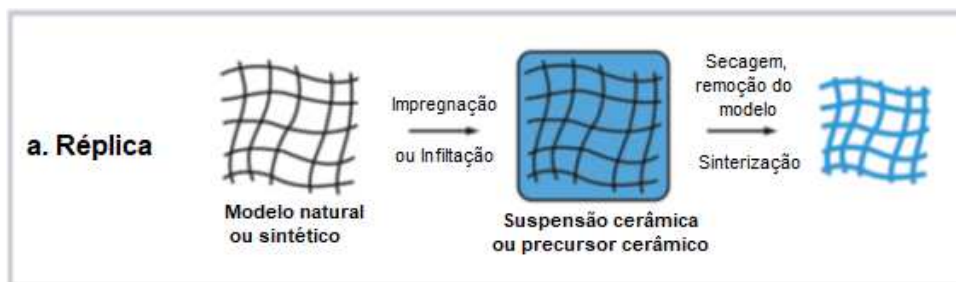 a. Réplica
Modelo natural
ou sintético
Impregnação
ou Infiltação
Suspensão cerâmica
ou precursor cerâmico
Secagem,
remoção do
modelo
Sinterização